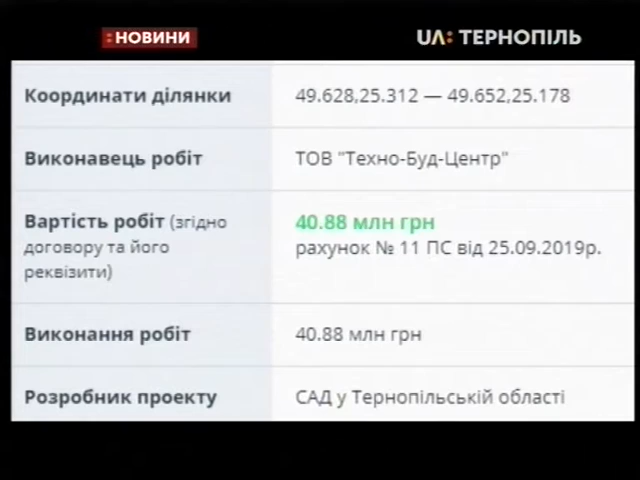 :НОВИНИ
UA: ТЕРНОПІЛЬ
Координати ділянки
49.628,25.312 — 49.652,25.178
Виконавець робіт
ТОВ "Техно-Буд-Центр"
Вартість робіт (згідно
договору та його
реквізити)
40.88 млн грн
рахунок № 11 ПС від 25.09.2019р.
Виконання робіт
40.88 млн грн
Розробник проекту
САД у Тернопільській області